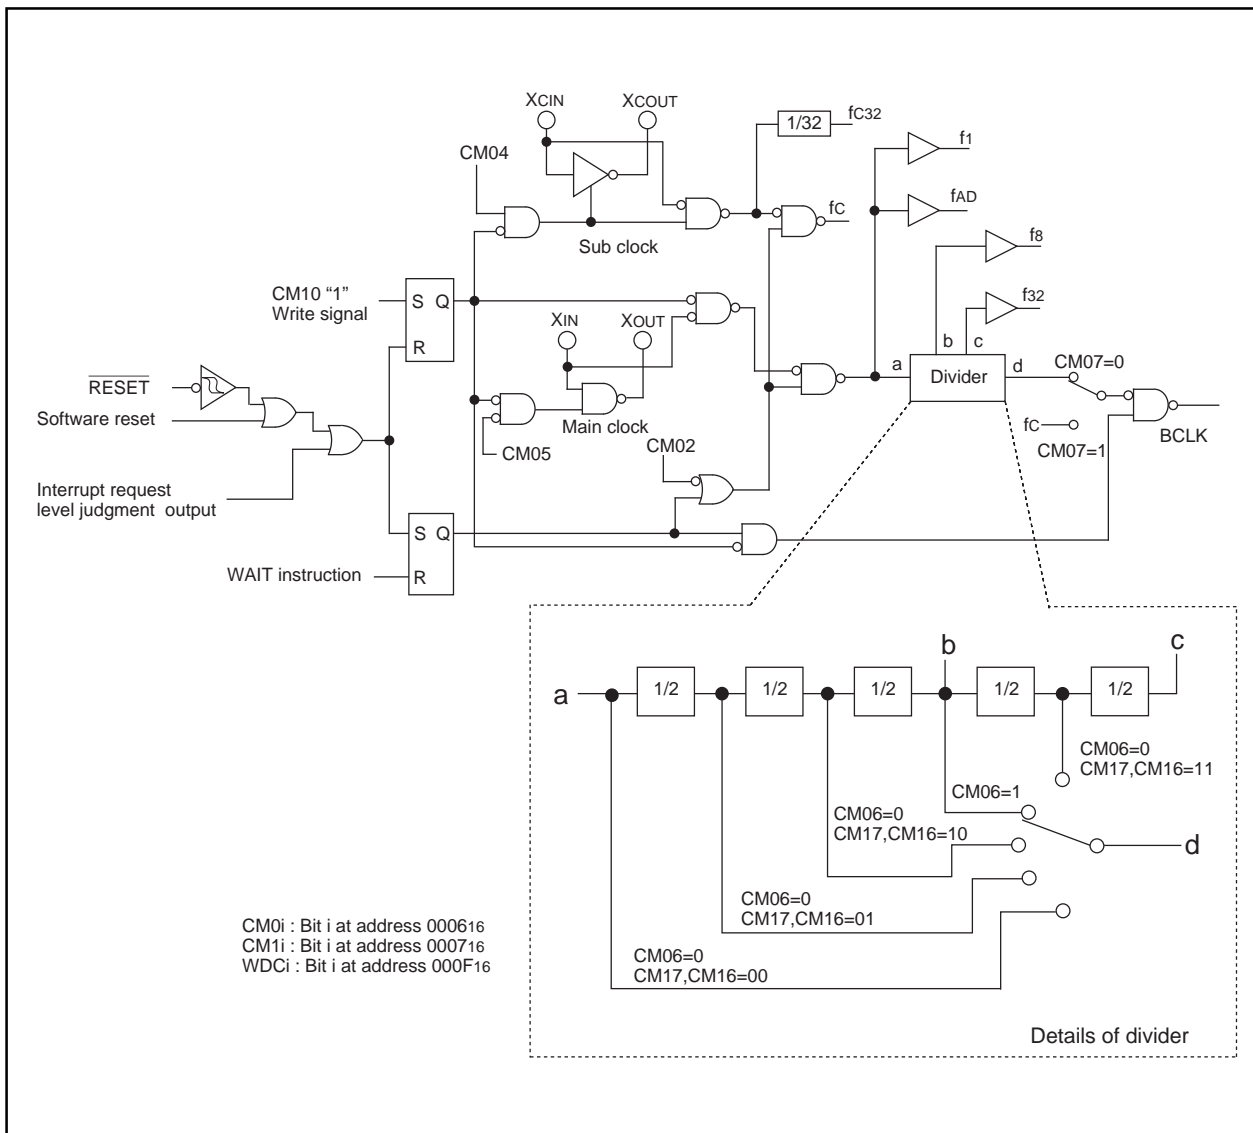 XCIN
XCOUT
1/32
fC32
f1
CM04
fAD
fC
f8
Sub clock
CM10 “1”
Write signal
S Q
R
XIN
XOUT
f32
b c
a
Divider
d
CM07=0
RESET
Software reset
Main clock
CM05
fC
CM07=1
BCLK
CM02
Interrupt request
level judgment output
S Q
R
WAIT instruction
a
1/2
1/2
1/2
b
1/2
1/2
c
CM06=0
CM17,CM16=11
CM06=1
CM06=0
CM17,CM16=10
d
CM06=0
CM17,CM16=01
CM06=0
CM17,CM16=00
CM0i : Bit i at address 000616
CM1i : Bit i at address 000716
WDCi : Bit i at address 000F16
Details of divider